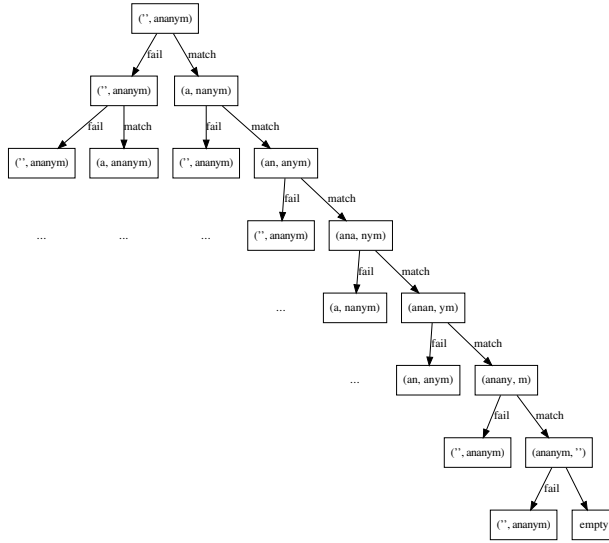 ('', ananym)
fail match
('', ananym) (a, nanym)
fail match fail match
('', ananym) (a, ananym) ('', ananym) (an, anym)
fail match
... ... ... ('', ananym) (ana, nym)
fail match
... (a, nanym) (anan, ym)
fail match
... (an, anym) (anany, m)
fail match
('', ananym) (ananym, '')
fail
('', ananym) empty